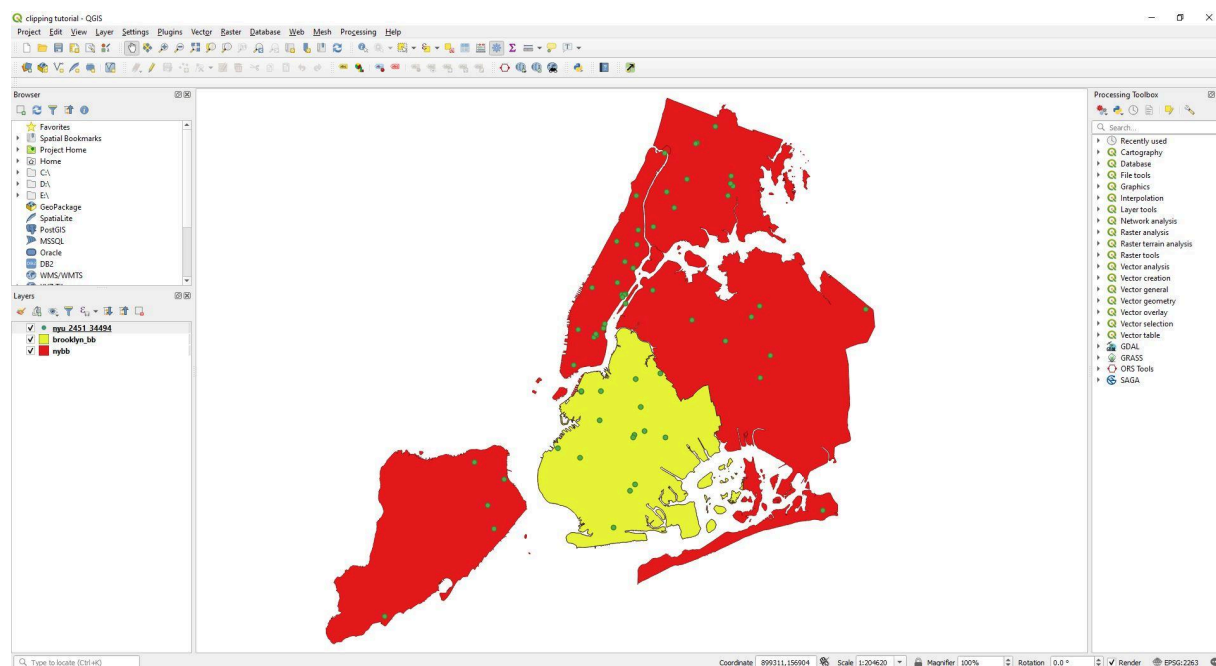 clipping tutorial - QGIS
Project Edit View Layer Settings Plugins Vector Raster Database Web Mesh Processing Help
Browser
Favorites
Spatial Bookmarks
Project Home
Home
C:\
D:\
E:\
GeoPackage
SpatiaLite
PostGIS
MSSQL
Oracle
DB2
WMS/WMTS
Layers
nyu_2451_34494
brooklyn_bb
nybb
Processing Toolbox
Search...
Recently used
Cartography
Database
File tools
Graphics
Interpolation
Layer tools
Network analysis
Raster analysis
Raster terrain analysis
Raster tools
Vector analysis
Vector creation
Vector general
Vector geometry
Vector overlay
Vector selection
Vector table
GDAL
GRASS
ORS Tools
SAGA
Type to locate (Ctrl+K) Coordinate 899311,156904 Scale 1:204620 Magnifier 100% Rotation 0.0 ° Render EPSG:2263